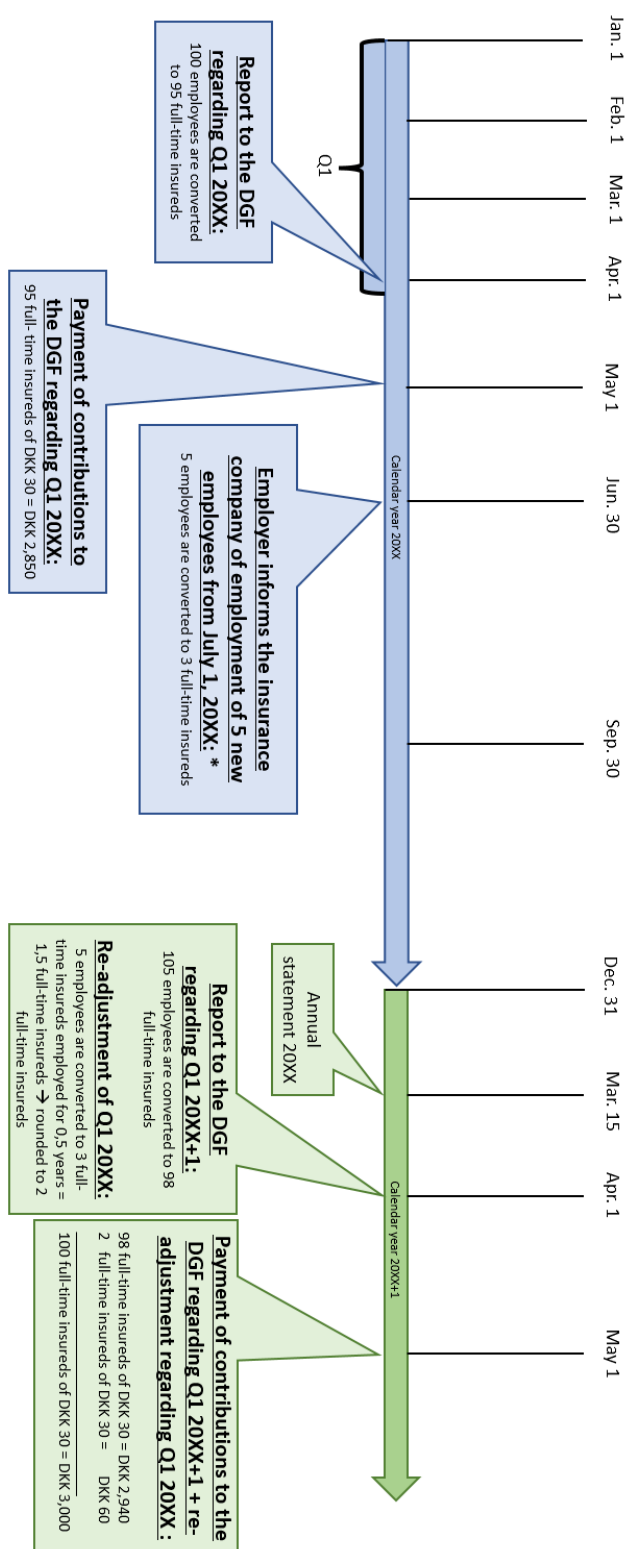 Jan. 1
Feb. 1
Mar. 1
Apr. 1
May 1
Jun. 30
Sep. 30
Dec. 31
Mar. 15
Apr. 1
May 1
Calendar year 20XX
Calendar year 20XX+1
Q1
Report to the DGF
regarding Q1 20XX:
100 employees are converted
to 95 full-time insureds
Payment of contributions to
the DGF regarding Q1 20XX:
95 full- time insureds of DKK 30 = DKK 2,850
Employer informs the insurance
company of employment of 5 new
employees from July 1, 20XX: *
5 employees are converted to 3 full-time insureds
Annual
statement 20XX
Report to the DGF
regarding Q1 20XX+1:
105 employees are converted to 98
full-time insureds
Re-adjustment of Q1 20XX:
5 employees are converted to 3 full-
time insureds employed for 0,5 years =
1,5 full-time insureds → rounded to 2
full-time insureds
Payment of contributions to the
DGF regarding Q1 20XX+1 + re-
adjustment regarding Q1 20XX :
98 full-time insureds of DKK 30 = DKK 2,940
2 full-time insureds of DKK 30 = DKK 60
100 full-time insureds of DKK 30 = DKK 3,000